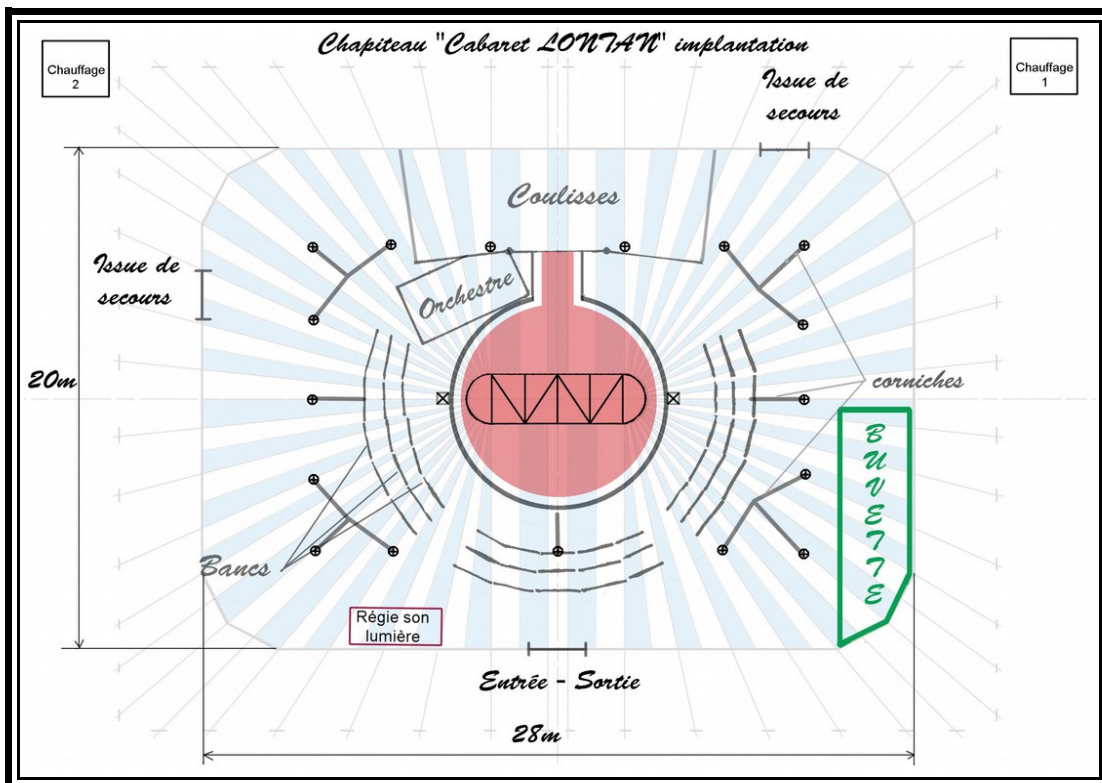 Chapiteau "Cabaret LONTAN" implantation
Chauffage
2
Chauffage
1
Issue de
secours
Coulisses
Issue de
secours
Orchestre
20m
corniches
BUVETTE
Bancs
Régie son
lumière
Entrée - Sortie
28m